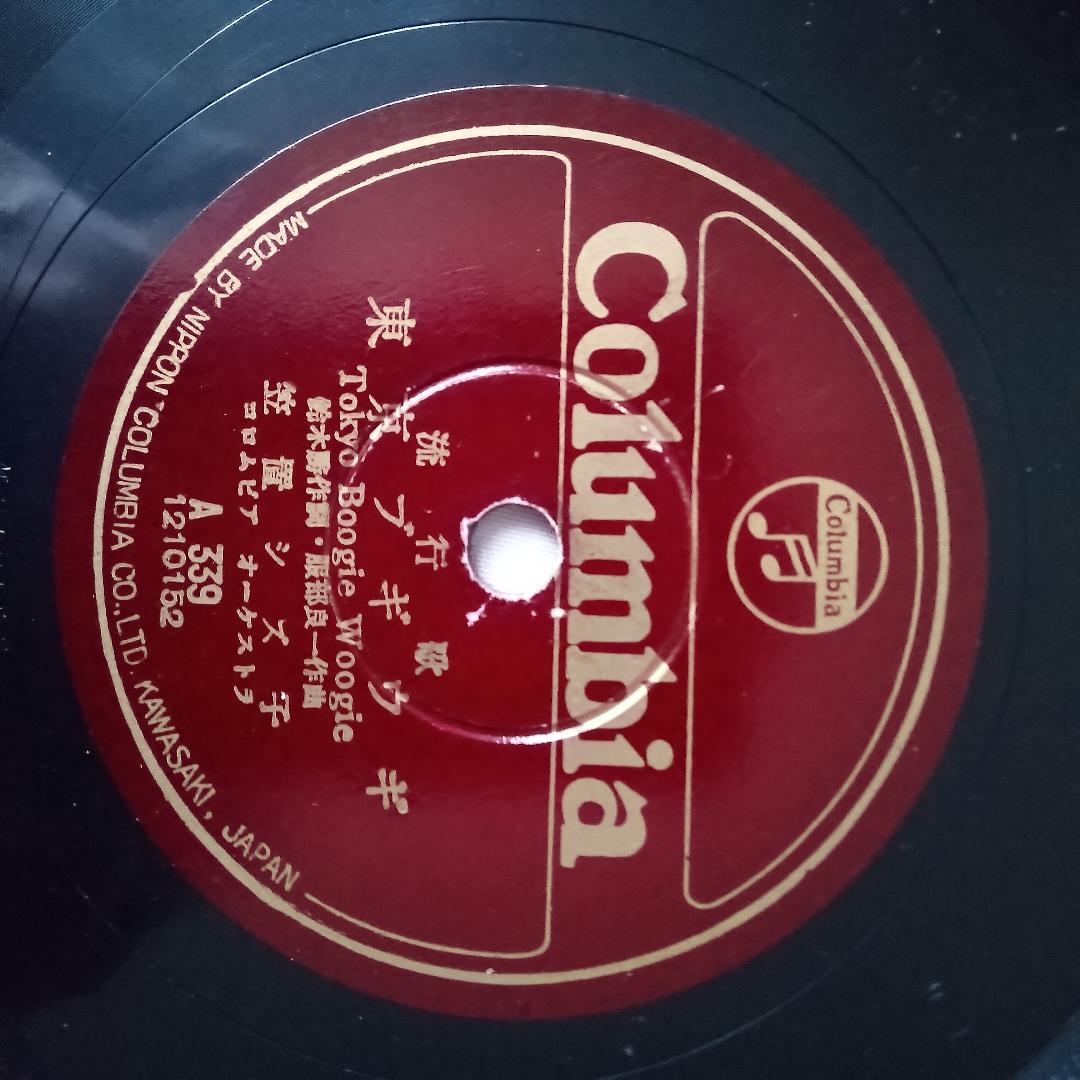 Columbia
Columbia
流行歌
東京ブギウギ
Tokyo Boogie Woogie
鈴木勝作詞・服部良一作曲
笠置シズ子
コロムビア オーケストラ
A 339
1210152
MADE BY NIPPON COLUMBIA CO., LTD. KAWASAKI, JAPAN